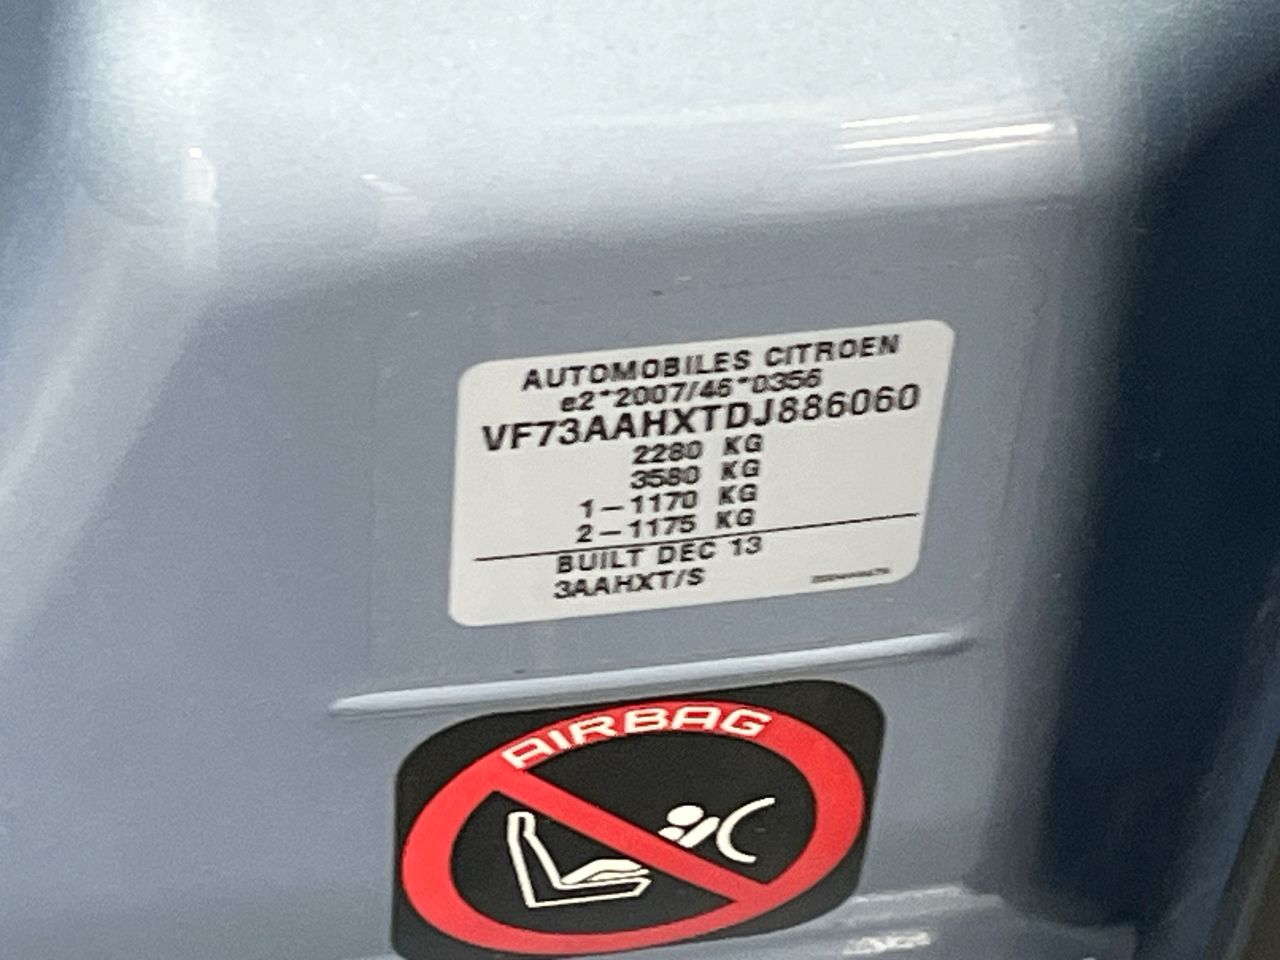 AUTOMOBILES CITROEN
e2*2007/46*0356
VF73AAHXTDJ886060
2280 KG
3580 KG
1-1170 KG
2-1175 KG
BUILT DEC 13
3AAHXT/S
AIRBAG